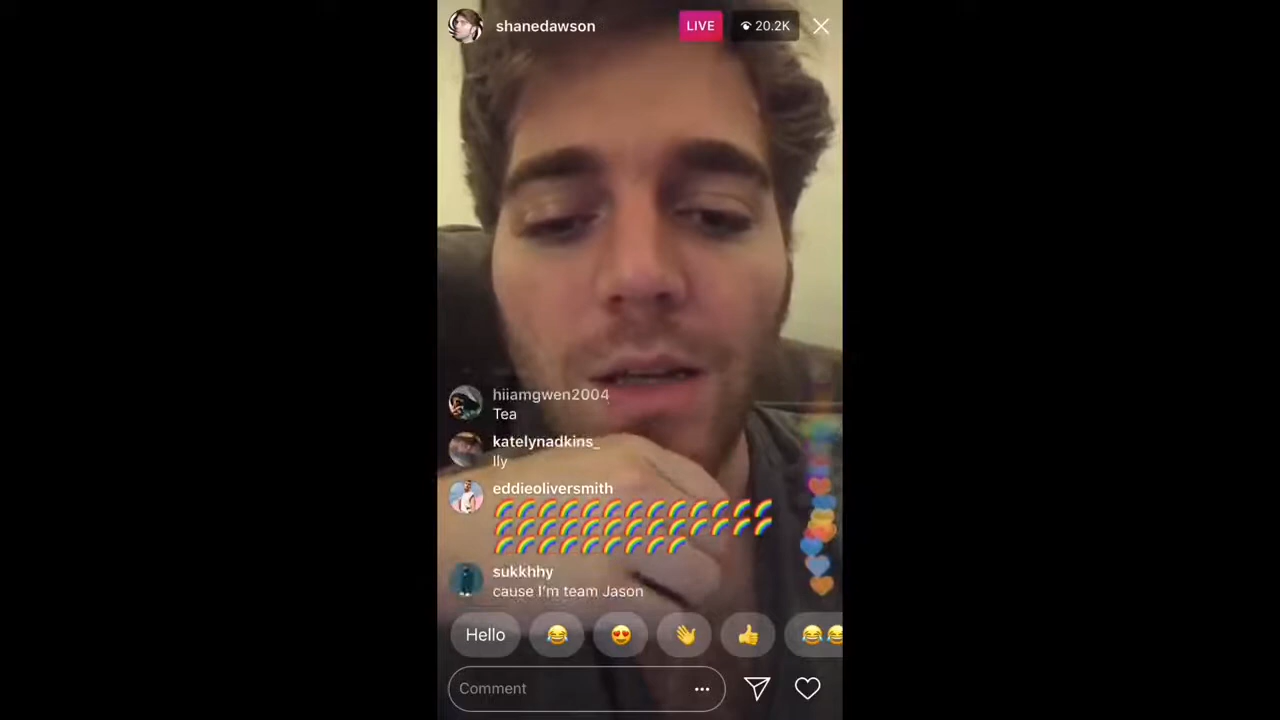 shanedawson LIVE 20.2K
hiiamgwen2004
Tea
katelynadkins_
Ily
eddieoliversmith
🌈🌈🌈🌈🌈🌈🌈🌈🌈🌈🌈🌈🌈
🌈🌈🌈🌈🌈🌈🌈🌈🌈🌈🌈🌈🌈
🌈🌈🌈🌈🌈🌈🌈🌈🌈
sukkhhy
cause I'm team Jason
Hello 😂 😍 👋 👍 😂😂
Comment ...